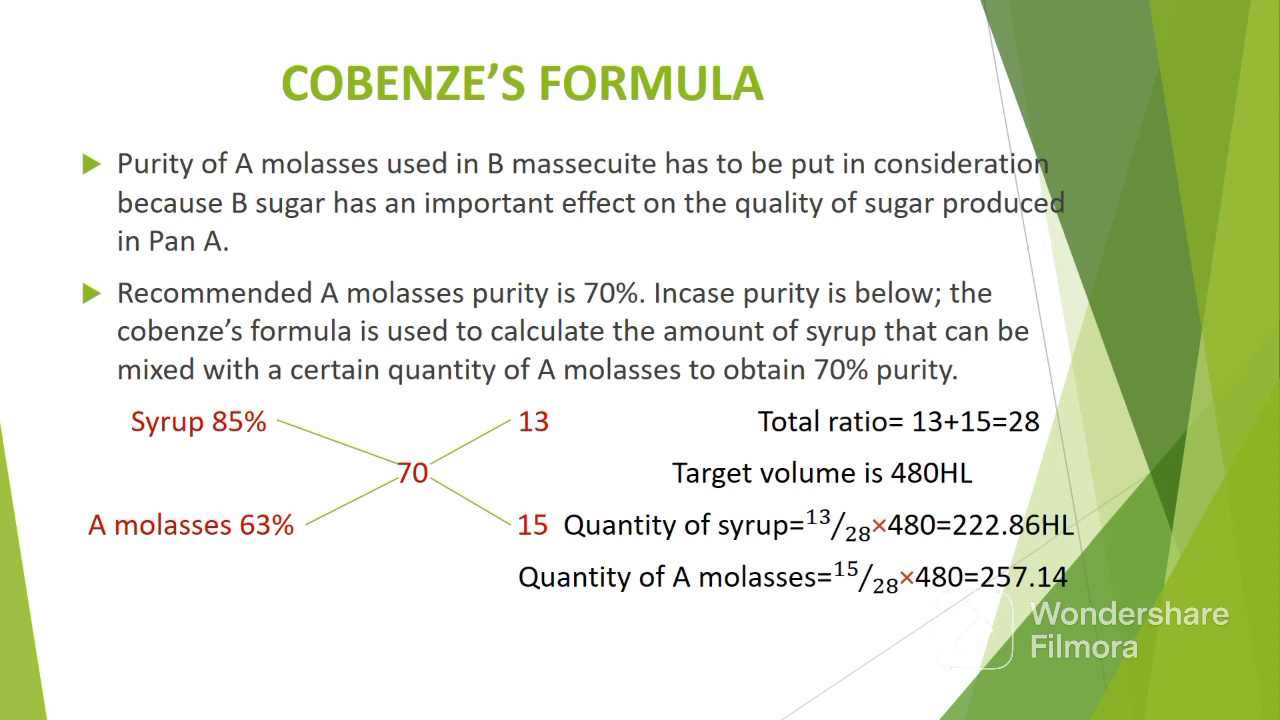 COBENZE’S FORMULA
Purity of A molasses used in B massecuite has to be put in consideration
because B sugar has an important effect on the quality of sugar produced
in Pan A.
Recommended A molasses purity is 70%. Incase purity is below; the
cobenze’s formula is used to calculate the amount of syrup that can be
mixed with a certain quantity of A molasses to obtain 70% purity.
Syrup 85% 13 Total ratio= 13+15=28
70 Target volume is 480HL
A molasses 63% 15 Quantity of syrup=13/28×480=222.86HL
Quantity of A molasses=15/28×480=257.14
Wondershare
Filmora